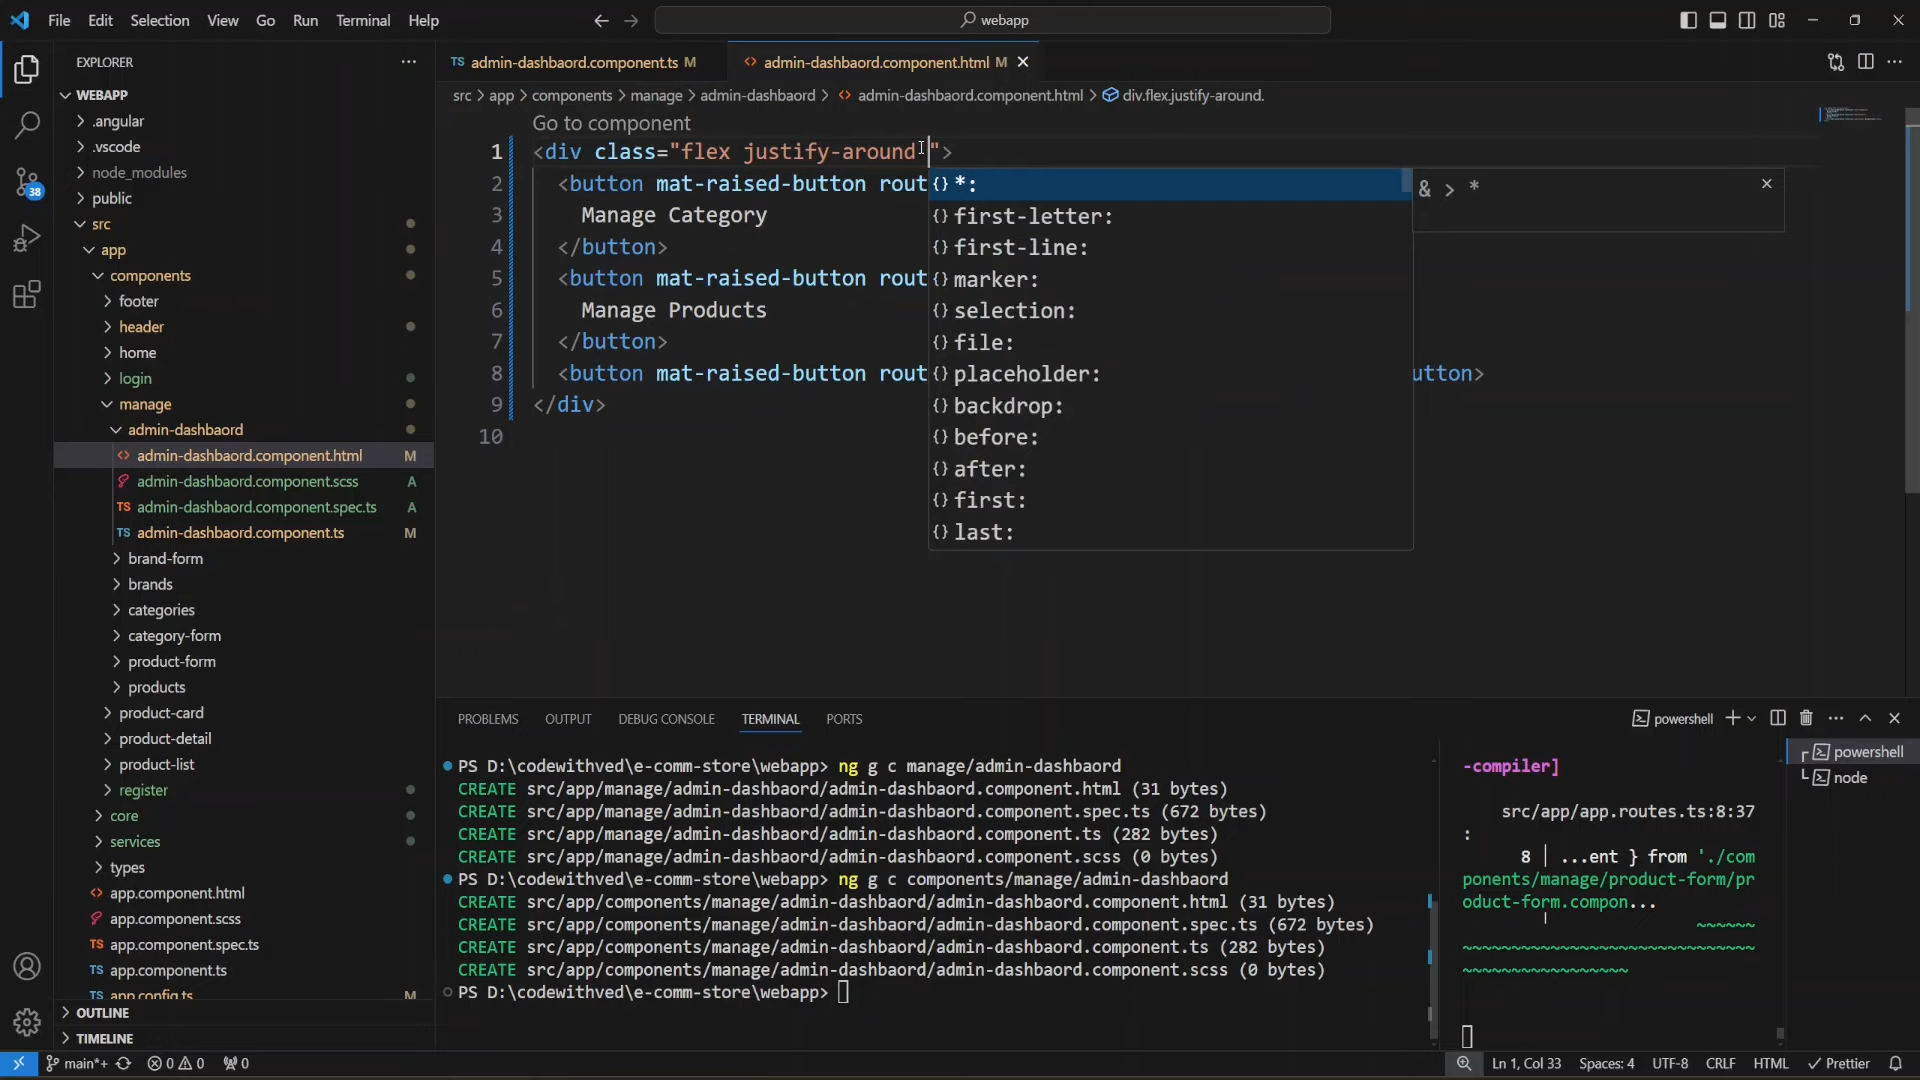 File Edit Selection View Go Run Terminal Help
webapp
EXPLORER
WEBAPP
.angular
.vscode
node_modules
public
src
app
components
footer
header
home
login
manage
admin-dashbaord
admin-dashbaord.component.html M
admin-dashbaord.component.scss A
TS admin-dashbaord.component.spec.ts A
TS admin-dashbaord.component.ts M
brand-form
brands
categories
category-form
product-form
products
product-card
product-detail
product-list
register
core
services
types
app.component.html
app.component.scss
TS app.component.spec.ts
TS app.component.ts
TS app.config.ts M
OUTLINE
TIMELINE
38
TS admin-dashbaord.component.ts M
admin-dashbaord.component.html M
src > app > components > manage > admin-dashbaord > admin-dashbaord.component.html > div.flex.justify-around.
Go to component
1 <div class="flex justify-around ">
2 <button mat-raised-button rout
3 Manage Category
4 </button>
5 <button mat-raised-button rout
6 Manage Products
7 </button>
8 <button mat-raised-button rout utton>
9 </div>
10
{} *:
{} first-letter:
{} first-line:
{} marker:
{} selection:
{} file:
{} placeholder:
{} backdrop:
{} before:
{} after:
{} first:
{} last:
& > *
PROBLEMS OUTPUT DEBUG CONSOLE TERMINAL PORTS
powershell
PS D:\codewithved\e-comm-store\webapp> ng g c manage/admin-dashbaord
CREATE src/app/manage/admin-dashbaord/admin-dashbaord.component.html (31 bytes)
CREATE src/app/manage/admin-dashbaord/admin-dashbaord.component.spec.ts (672 bytes)
CREATE src/app/manage/admin-dashbaord/admin-dashbaord.component.ts (282 bytes)
CREATE src/app/manage/admin-dashbaord/admin-dashbaord.component.scss (0 bytes)
PS D:\codewithved\e-comm-store\webapp> ng g c components/manage/admin-dashbaord
CREATE src/app/components/manage/admin-dashbaord/admin-dashbaord.component.html (31 bytes)
CREATE src/app/components/manage/admin-dashbaord/admin-dashbaord.component.spec.ts (672 bytes)
CREATE src/app/components/manage/admin-dashbaord/admin-dashbaord.component.ts (282 bytes)
CREATE src/app/components/manage/admin-dashbaord/admin-dashbaord.component.scss (0 bytes)
PS D:\codewithved\e-comm-store\webapp>
-compiler]
src/app/app.routes.ts:8:37
:
8 | ...ent } from './com
ponents/manage/product-form/pr
oduct-form.compon...
~~~~~~
~~~~~~~~~~~~~~~~~~~~~~~~~~~~~~
~~~~~~~~~~~~~~~~~
powershell
node
main*+ 0 0 0
Ln 1, Col 33 Spaces: 4 UTF-8 CRLF HTML Prettier